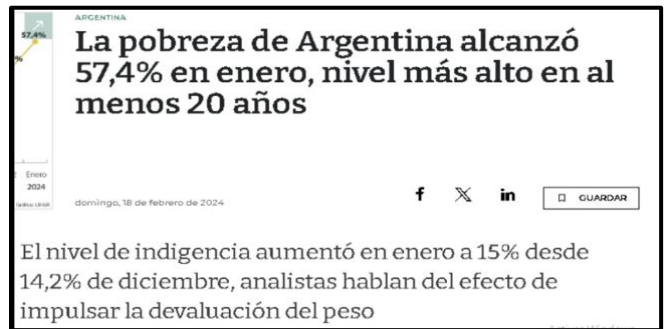 ARGENTINA
57,4%
La pobreza de Argentina alcanzó
57,4% en enero, nivel más alto en al
menos 20 años
Enero
2024
domingo, 18 de febrero de 2024
f X in GUARDAR
El nivel de indigencia aumentó en enero a 15% desde
14,2% de diciembre, analistas hablan del efecto de
impulsar la devaluación del peso